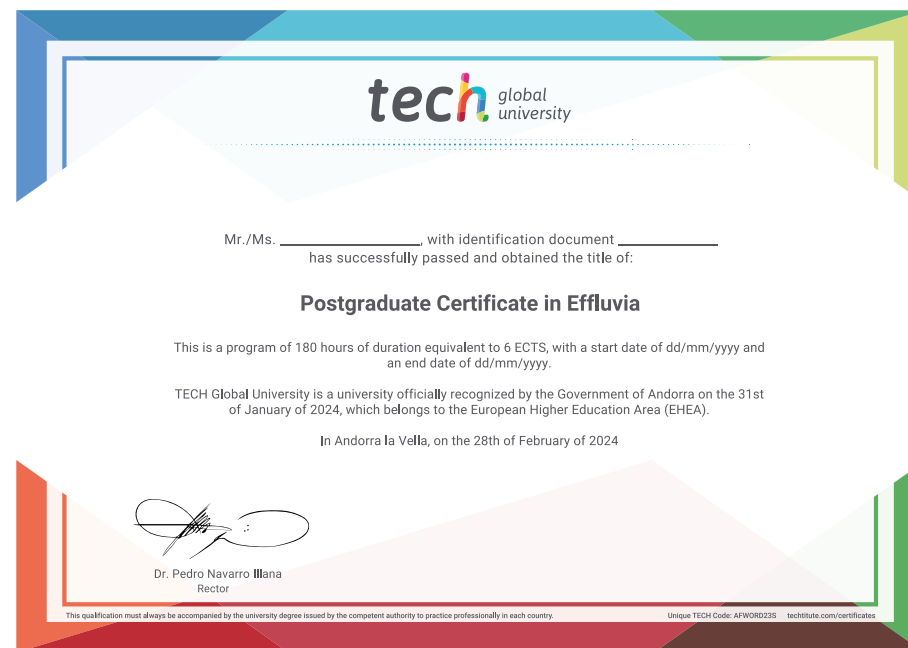 tech global university
Mr./Ms. ____________, with identification document ____________
has successfully passed and obtained the title of:
Postgraduate Certificate in Effluvia
This is a program of 180 hours of duration equivalent to 6 ECTS, with a start date of dd/mm/yyyy and
an end date of dd/mm/yyyy.
TECH Global University is a university officially recognized by the Government of Andorra on the 31st
of January of 2024, which belongs to the European Higher Education Area (EHEA).
In Andorra la Vella, on the 28th of February of 2024
Dr. Pedro Navarro Illana
Rector
This qualification must always be accompanied by the university degree issued by the competent authority to practice professionally in each country.
Unique TECH Code: AFWORD23S techtitute.com/certificates